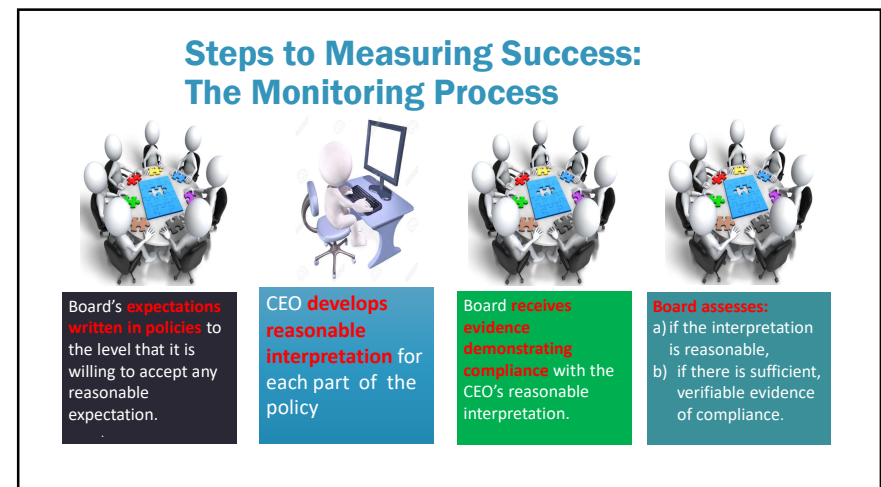 Steps to Measuring Success:
The Monitoring Process
Board's expectations
written in policies to
the level that it is
willing to accept any
reasonable
expectation.
.
CEO develops
reasonable
interpretation for
each part of the
policy
Board receives
evidence
demonstrating
compliance with the
CEO's reasonable
interpretation.
Board assesses:
a) if the interpretation
is reasonable,
b) if there is sufficient,
verifiable evidence
of compliance.